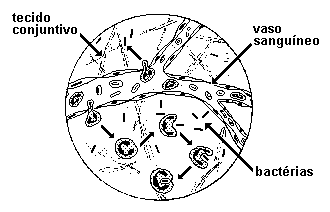 tecido
conjuntivo
vaso
sanguíneo
bactérias